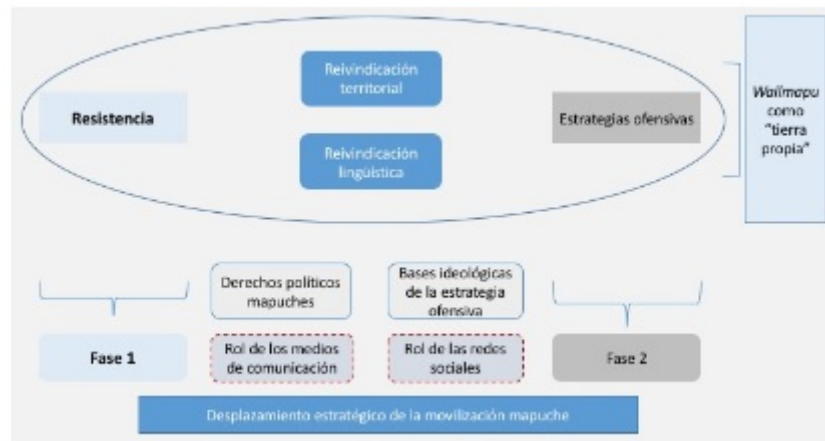 Reivindicación
territorial
Resistencia
Estrategias ofensivas
Reivindicación
lingüística
Wallmapu
como
"tierra
propia"
Derechos políticos
mapuches
Bases ideológicas
de la estrategia
ofensiva
Fase 1
Rol de los medios
de comunicación
Rol de las redes
sociales
Fase 2
Desplazamiento estratégico de la movilización mapuche